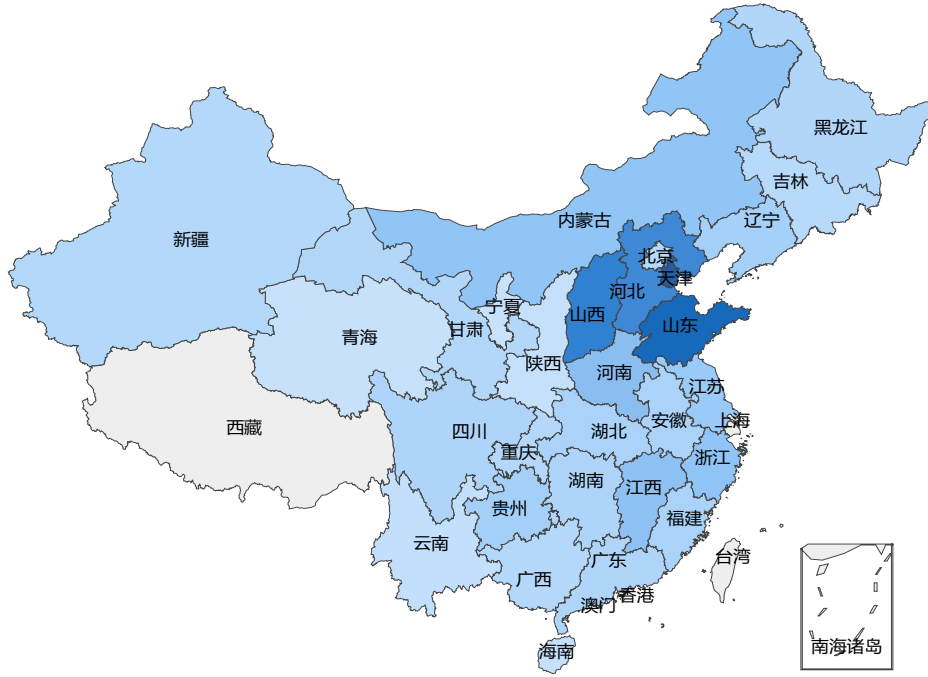 黑龙江
吉林
辽宁
内蒙古
新疆
北京
天津
河北
宁夏
山西
山东
甘肃
青海
陕西
河南
江苏
西藏
四川
湖北
安徽
上海
重庆
浙江
湖南
江西
贵州
福建
云南
广东
台湾
广西
香港
澳门
海南
南海诸岛